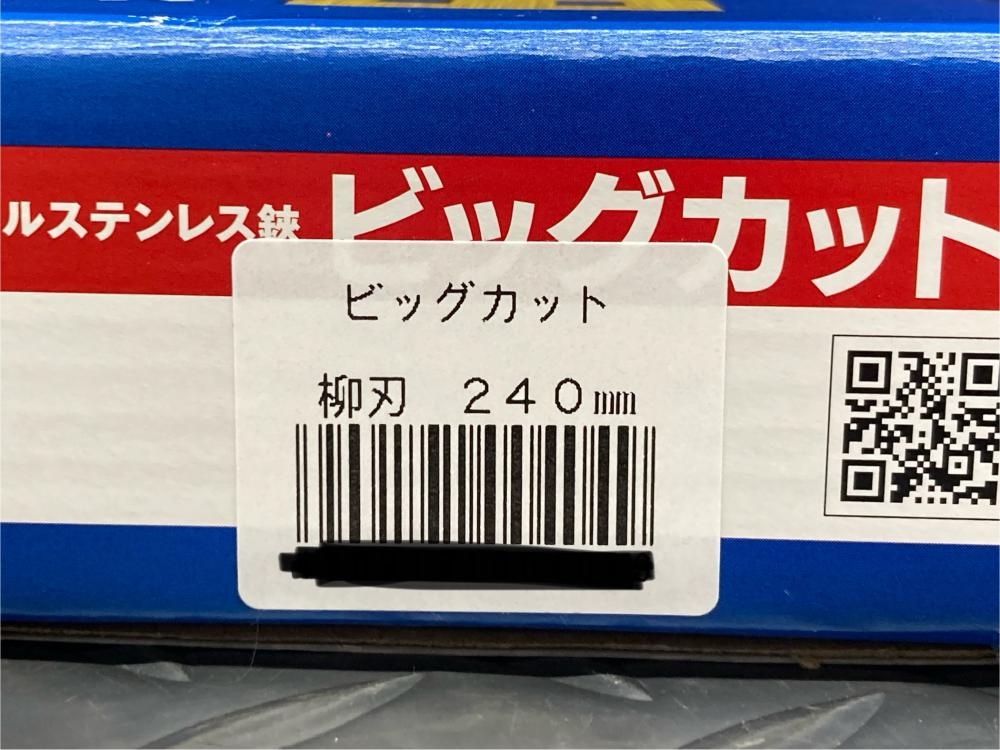 ルステンレス鋏 ビッグカット
ビッグカット
柳刃　２４０㎜